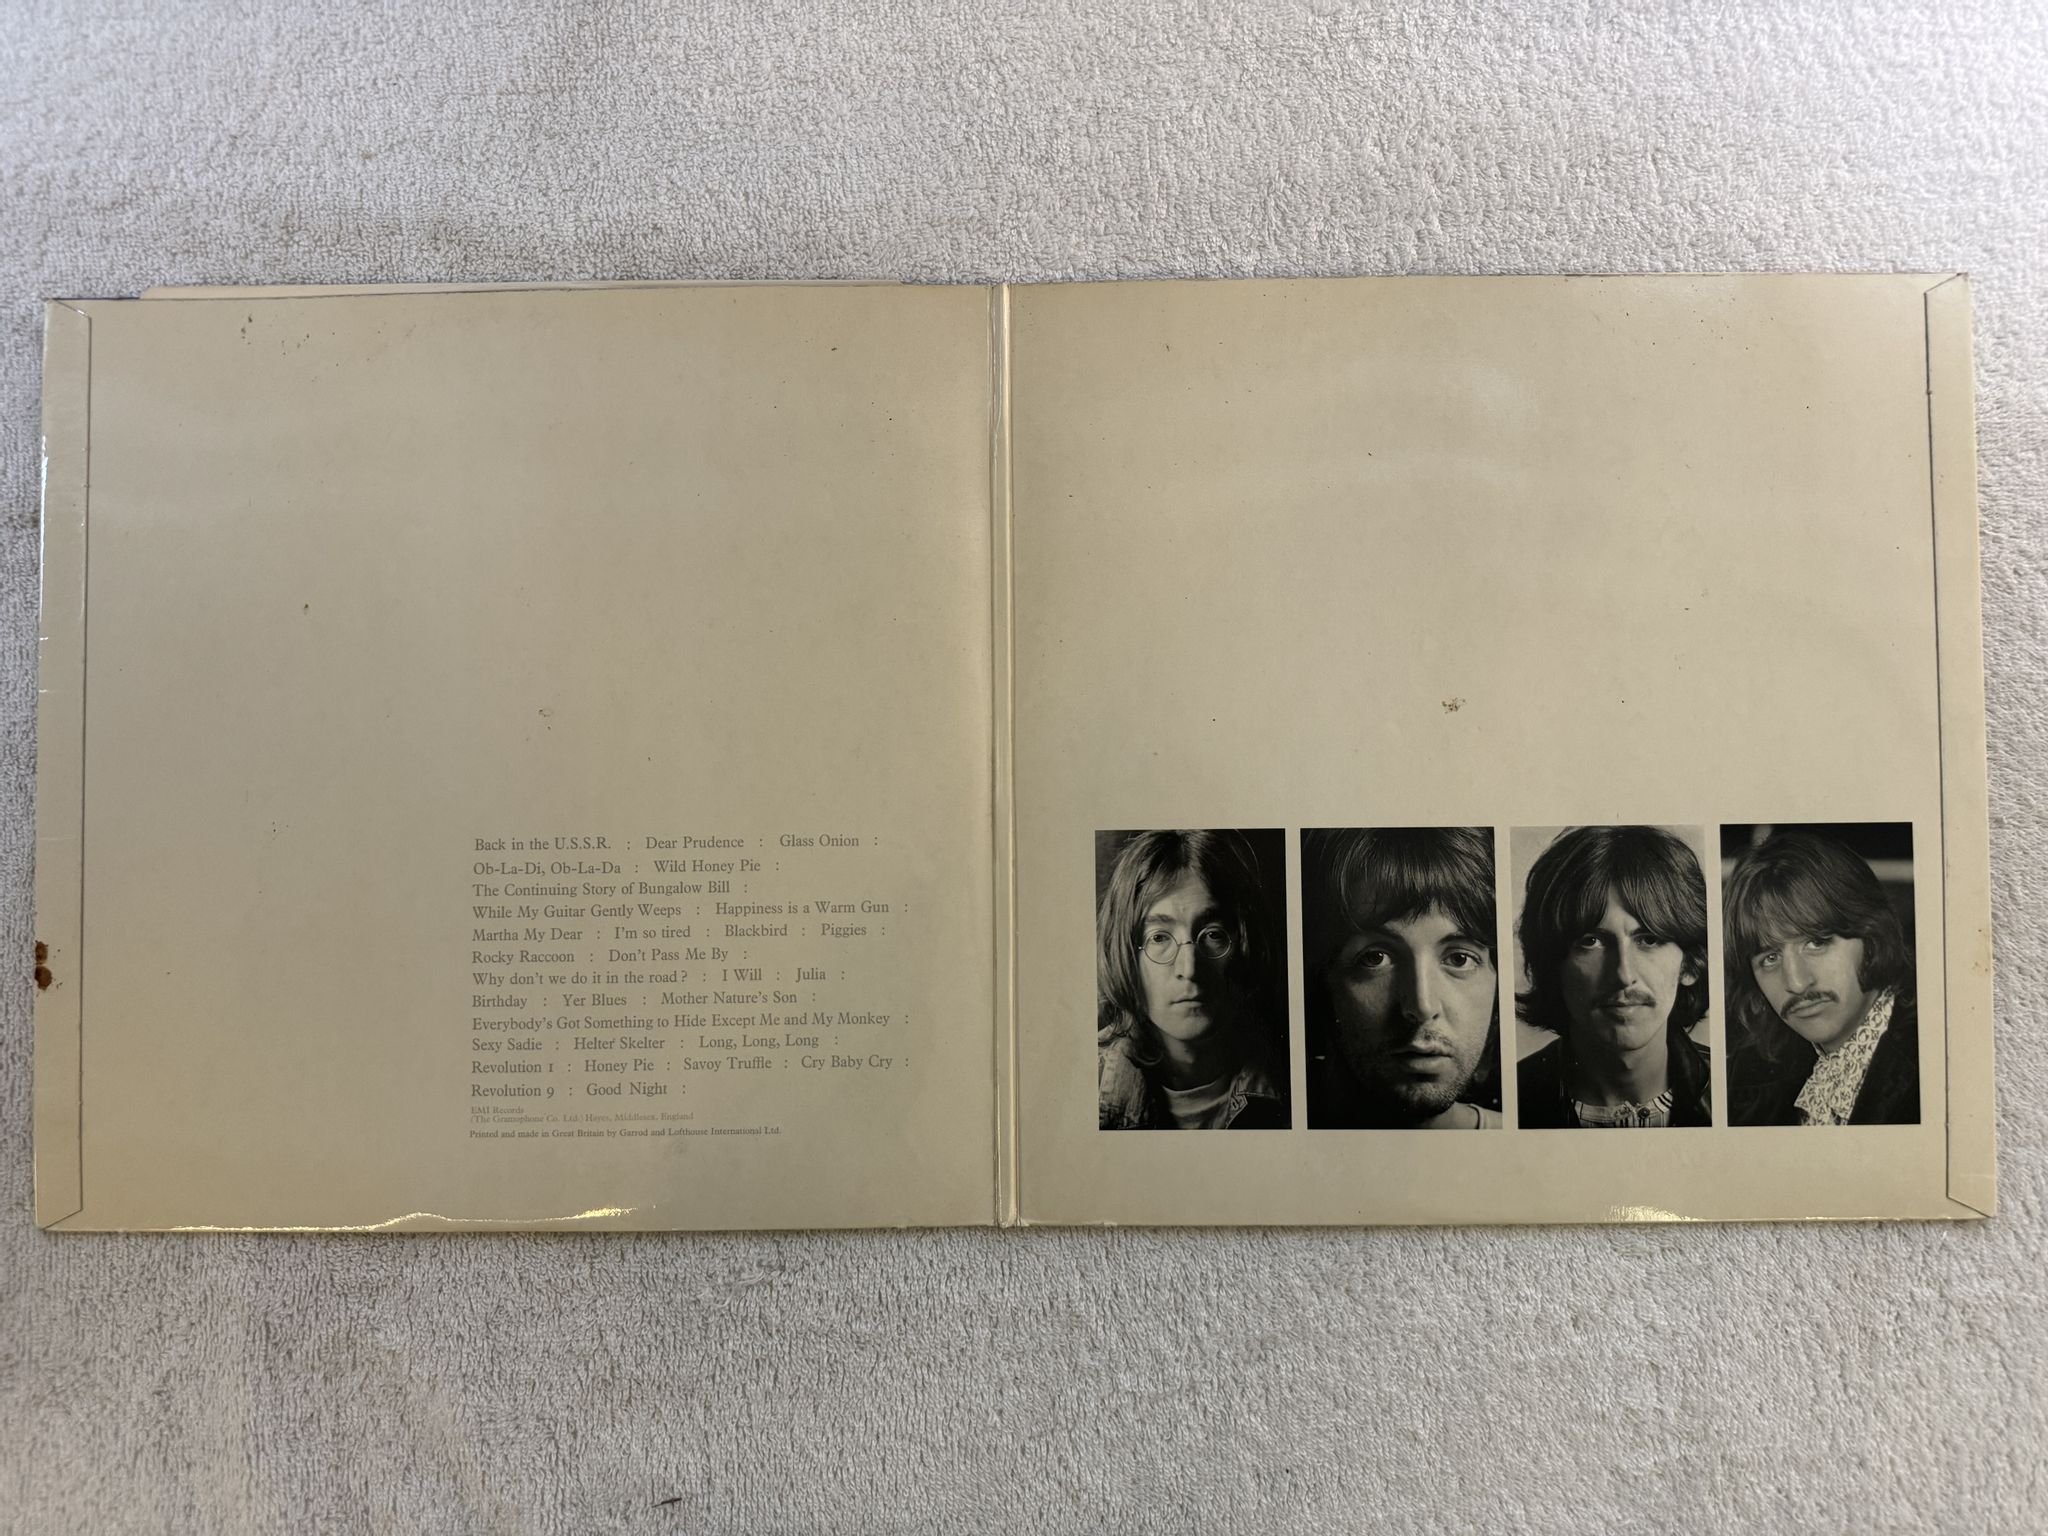 Back in the U.S.S.R. : Dear Prudence : Glass Onion :
Ob-La-Di, Ob-La-Da : Wild Honey Pie :
The Continuing Story of Bungalow Bill :
While My Guitar Gently Weeps : Happiness is a Warm Gun :
Martha My Dear : I'm so tired : Blackbird : Piggies :
Rocky Raccoon : Don't Pass Me By :
Why don't we do it in the road? : I Will : Julia :
Birthday : Yer Blues : Mother Nature's Son :
Everybody's Got Something to Hide Except Me and My Monkey :
Sexy Sadie : Helter Skelter : Long, Long, Long :
Revolution 1 : Honey Pie : Savoy Truffle : Cry Baby Cry :
Revolution 9 : Good Night :
EMI Records
(The Gramophone Co. Ltd.) Hayes, Middlesex, England
Printed and made in Great Britain by Garrod and Lofthouse International Ltd.